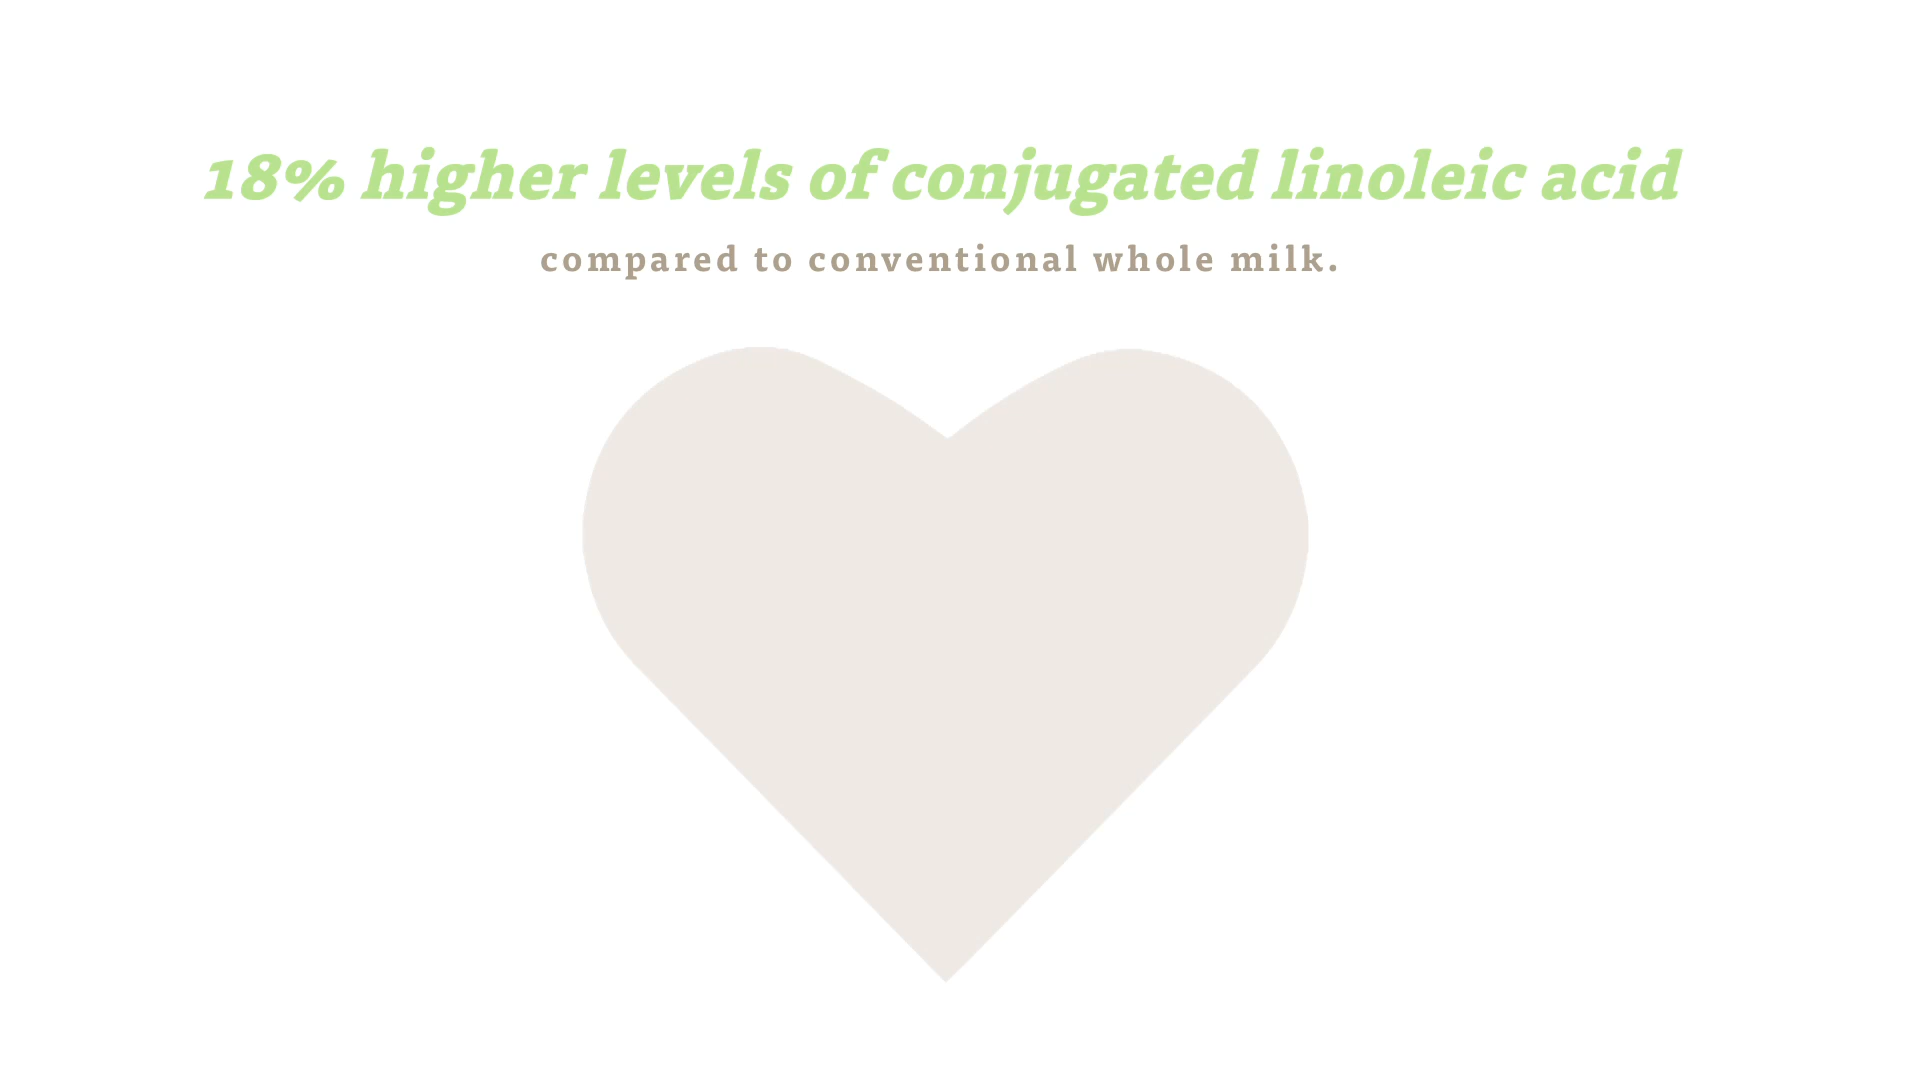 18% higher levels of conjugated linoleic acid
compared to conventional whole milk.